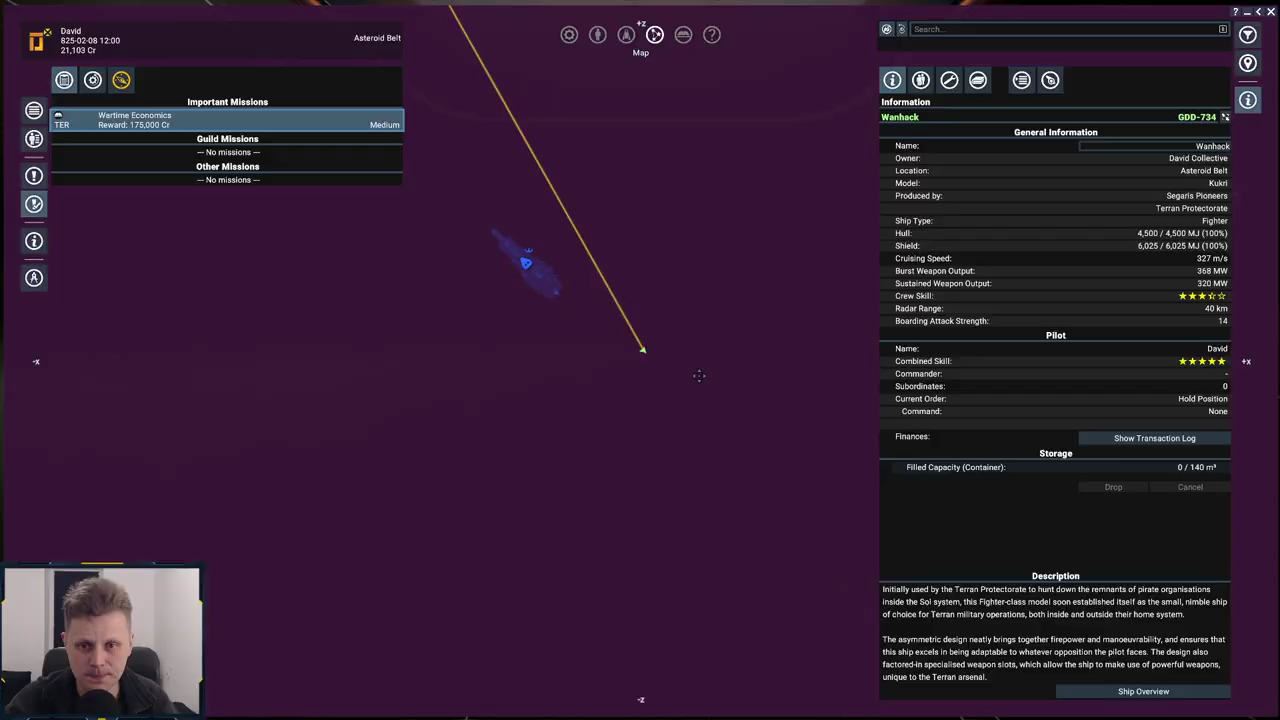 David
825-02-08 12:00
21,103 Cr
Asteroid Belt
Important Missions
Wartime Economics
TER Reward: 175,000 Cr Medium
Guild Missions
--- No missions ---
Other Missions
--- No missions ---
+z
Map
-x
+x
-z
Search...
Information
Wanhack GDD-734
General Information
Name: Wanhack
Owner: David Collective
Location: Asteroid Belt
Model: Kukri
Produced by: Segaris Pioneers
Terran Protectorate
Ship Type: Fighter
Hull: 4,500 / 4,500 MJ (100%)
Shield: 6,025 / 6,025 MJ (100%)
Cruising Speed: 327 m/s
Burst Weapon Output: 368 MW
Sustained Weapon Output: 320 MW
Crew Skill: ★★★☆☆
Radar Range: 40 km
Boarding Attack Strength: 14
Pilot
Name: David
Combined Skill: ★★★★★
Commander: -
Subordinates: 0
Current Order: Hold Position
Command: None
Finances: Show Transaction Log
Storage
Filled Capacity (Container): 0 / 140 m³
Drop Cancel
Description
Initially used by the Terran Protectorate to hunt down the remnants of pirate organisations
inside the Sol system, this Fighter-class model soon established itself as the small, nimble ship
of choice for Terran military operations, both inside and outside their home system.
The asymmetric design neatly brings together firepower and manoeuvrability, and ensures that
this ship excels in being adaptable to whatever opposition the pilot faces. The design also
factored-in specialised weapon slots, which allow the ship to make use of powerful weapons,
unique to the Terran arsenal.
Ship Overview